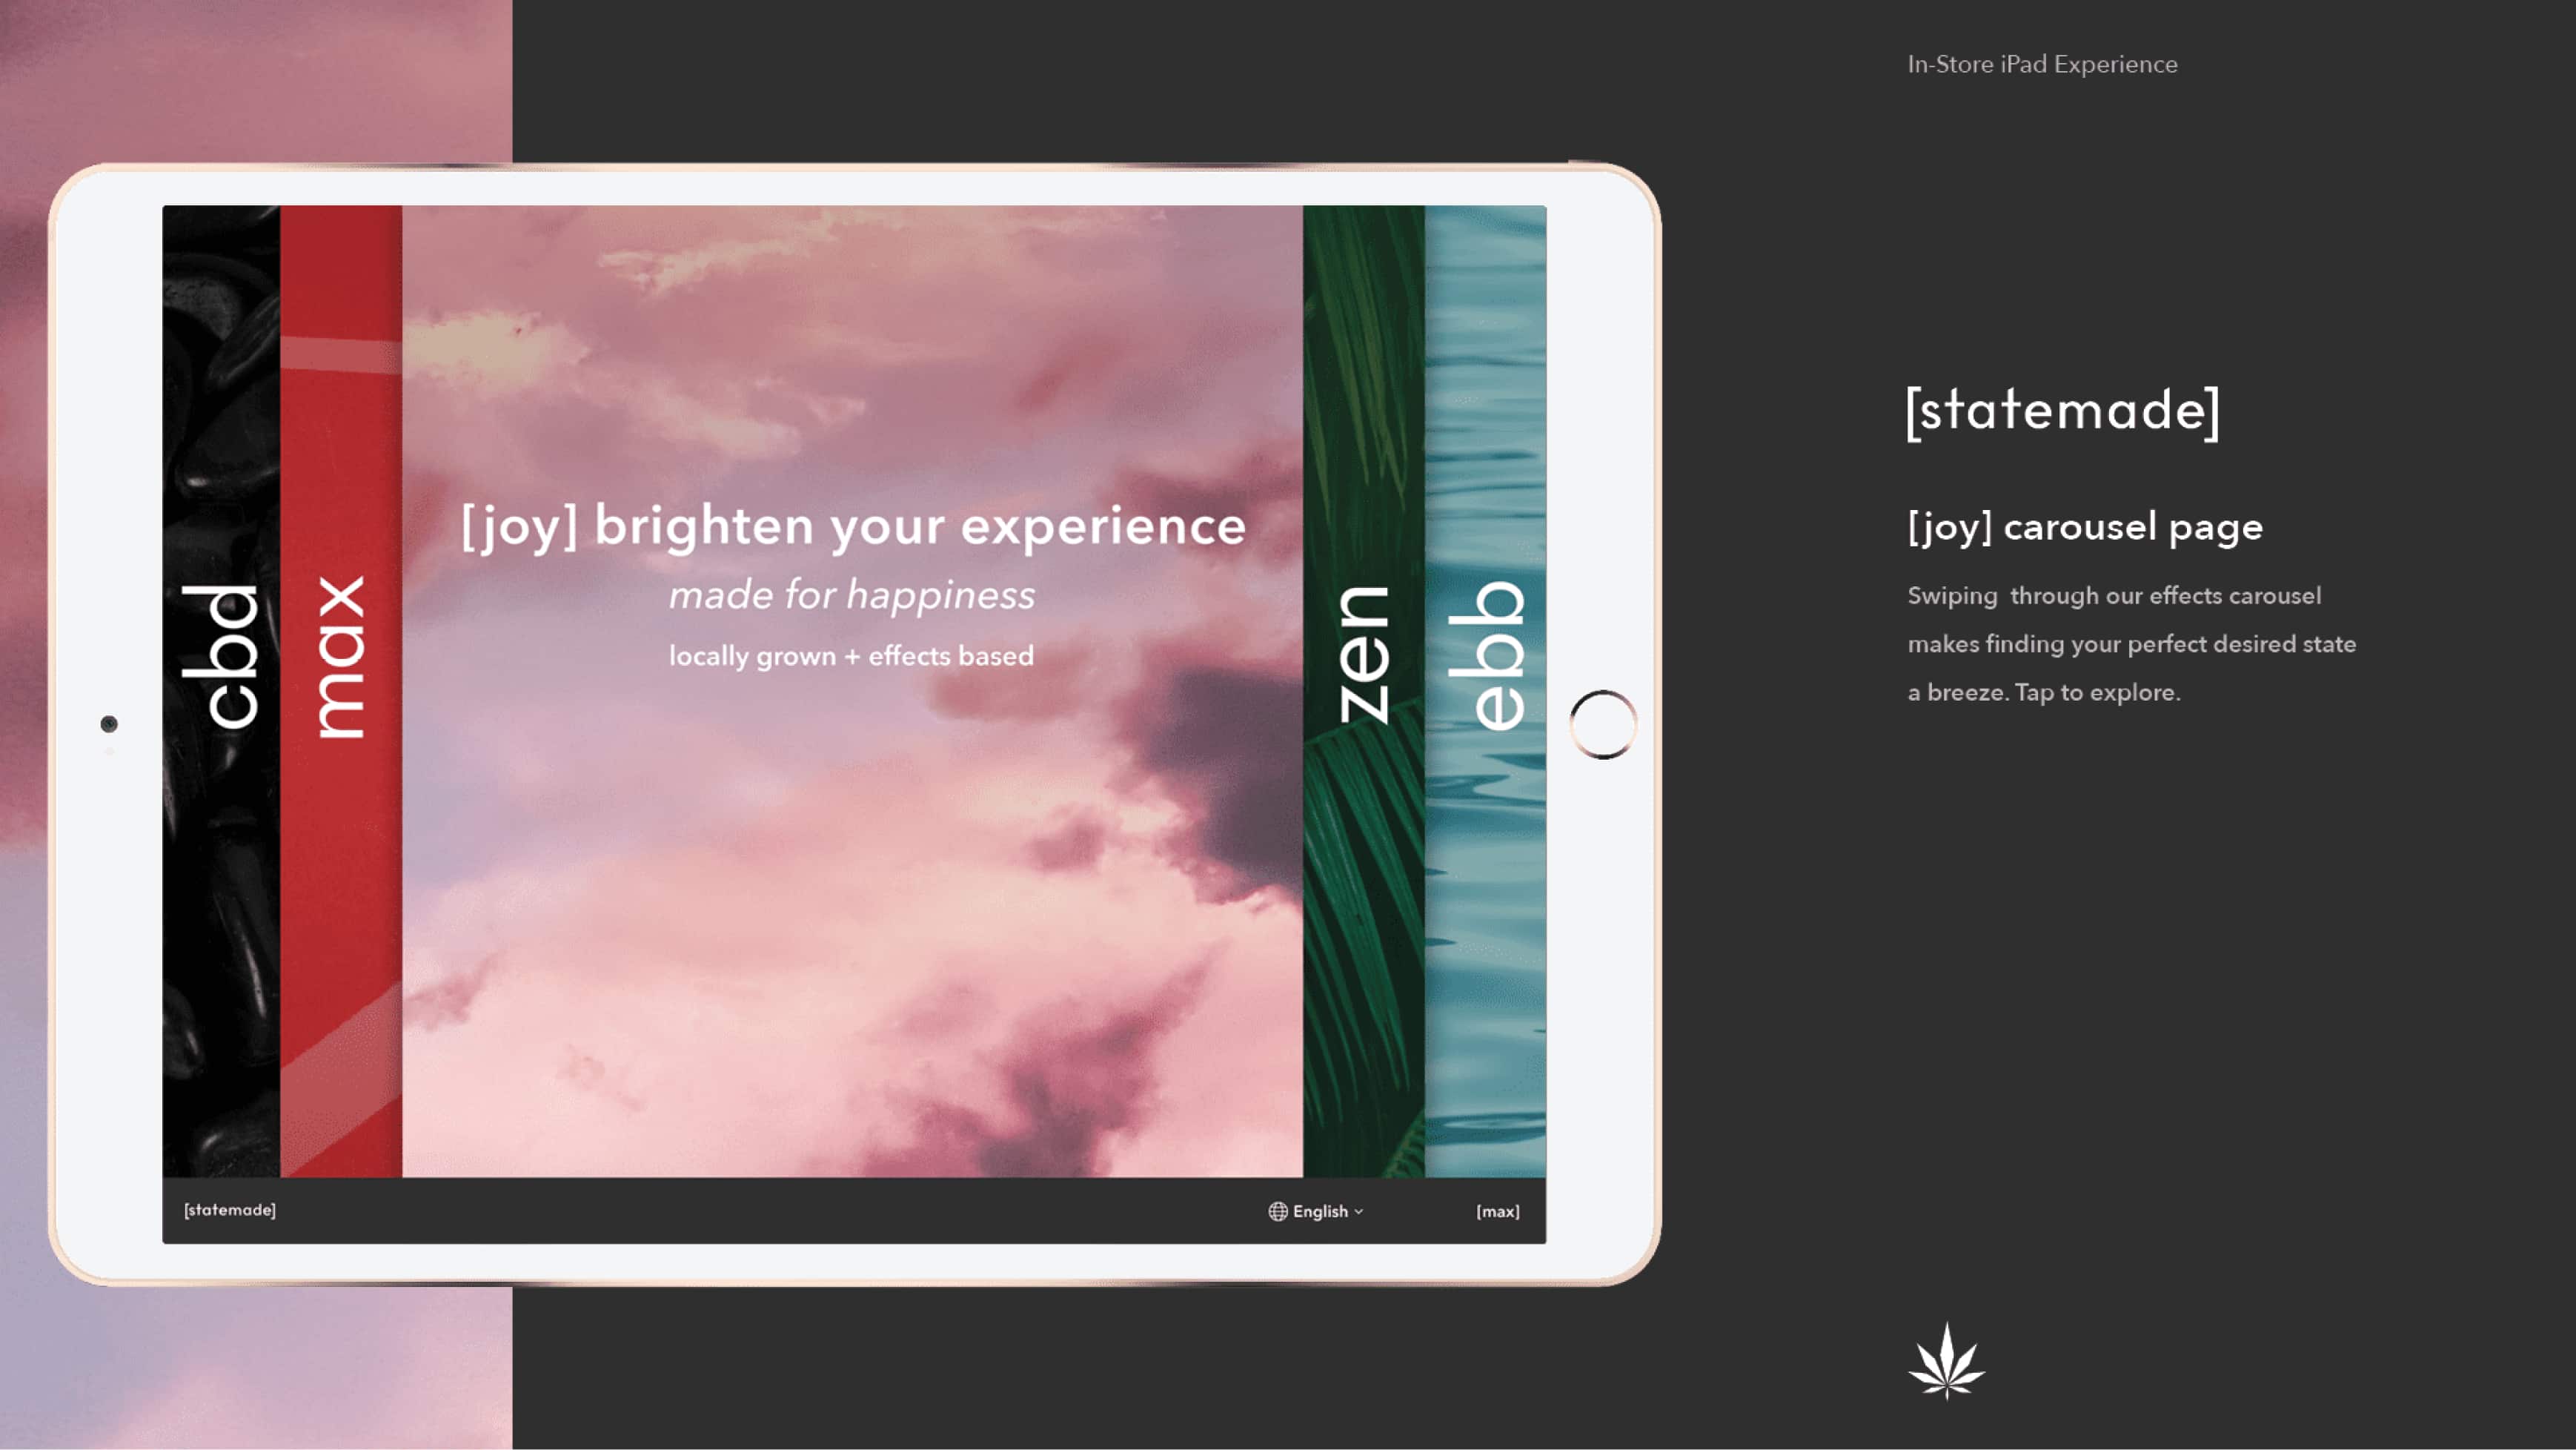 In-Store iPad Experience
cbd
max
[joy] brighten your experience
made for happiness
locally grown + effects based
zen
ebb
[statemade]
English
[max]
[statemade]
[joy] carousel page
Swiping  through our effects carousel
makes finding your perfect desired state
a breeze. Tap to explore.